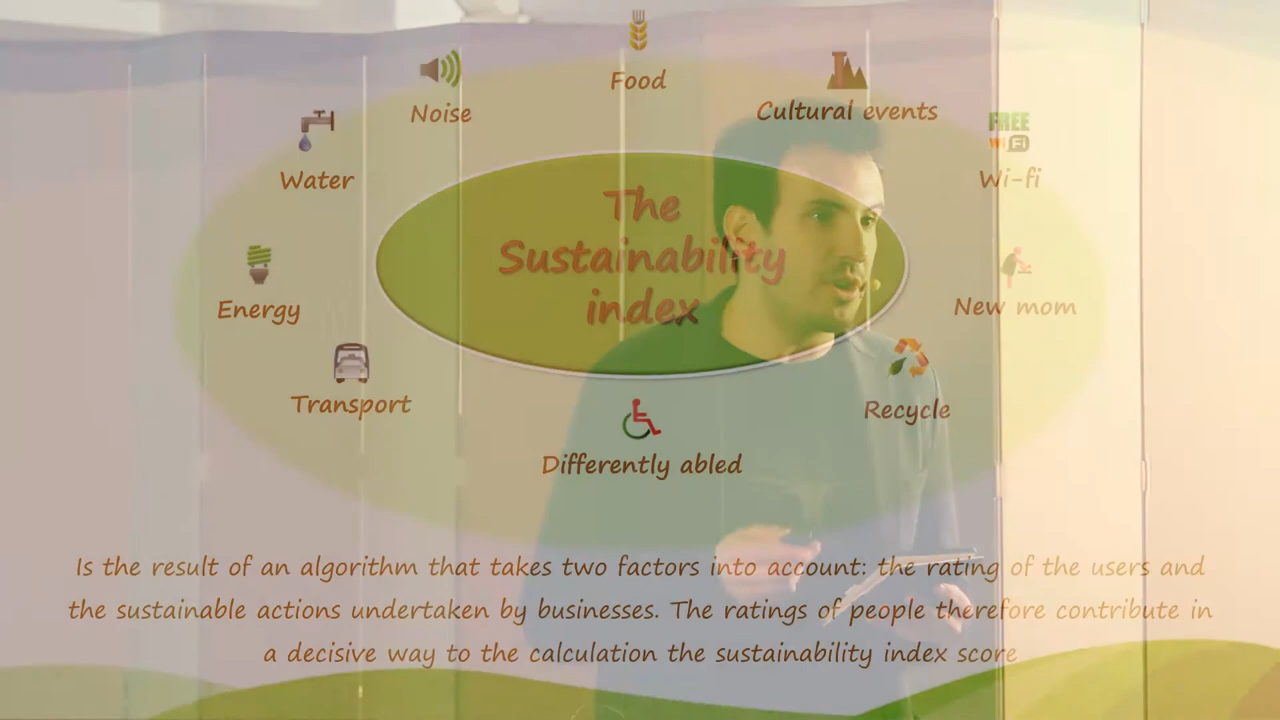 Food
Noise
Cultural events
FREE
Wi Fi
Water
Wi-fi
The
Sustainability
index
Energy
New mom
Transport
Recycle
Differently abled
Is the result of an algorithm that takes two factors into account: the rating of the users and
the sustainable actions undertaken by businesses. The ratings of people therefore contribute in
a decisive way to the calculation the sustainability index score